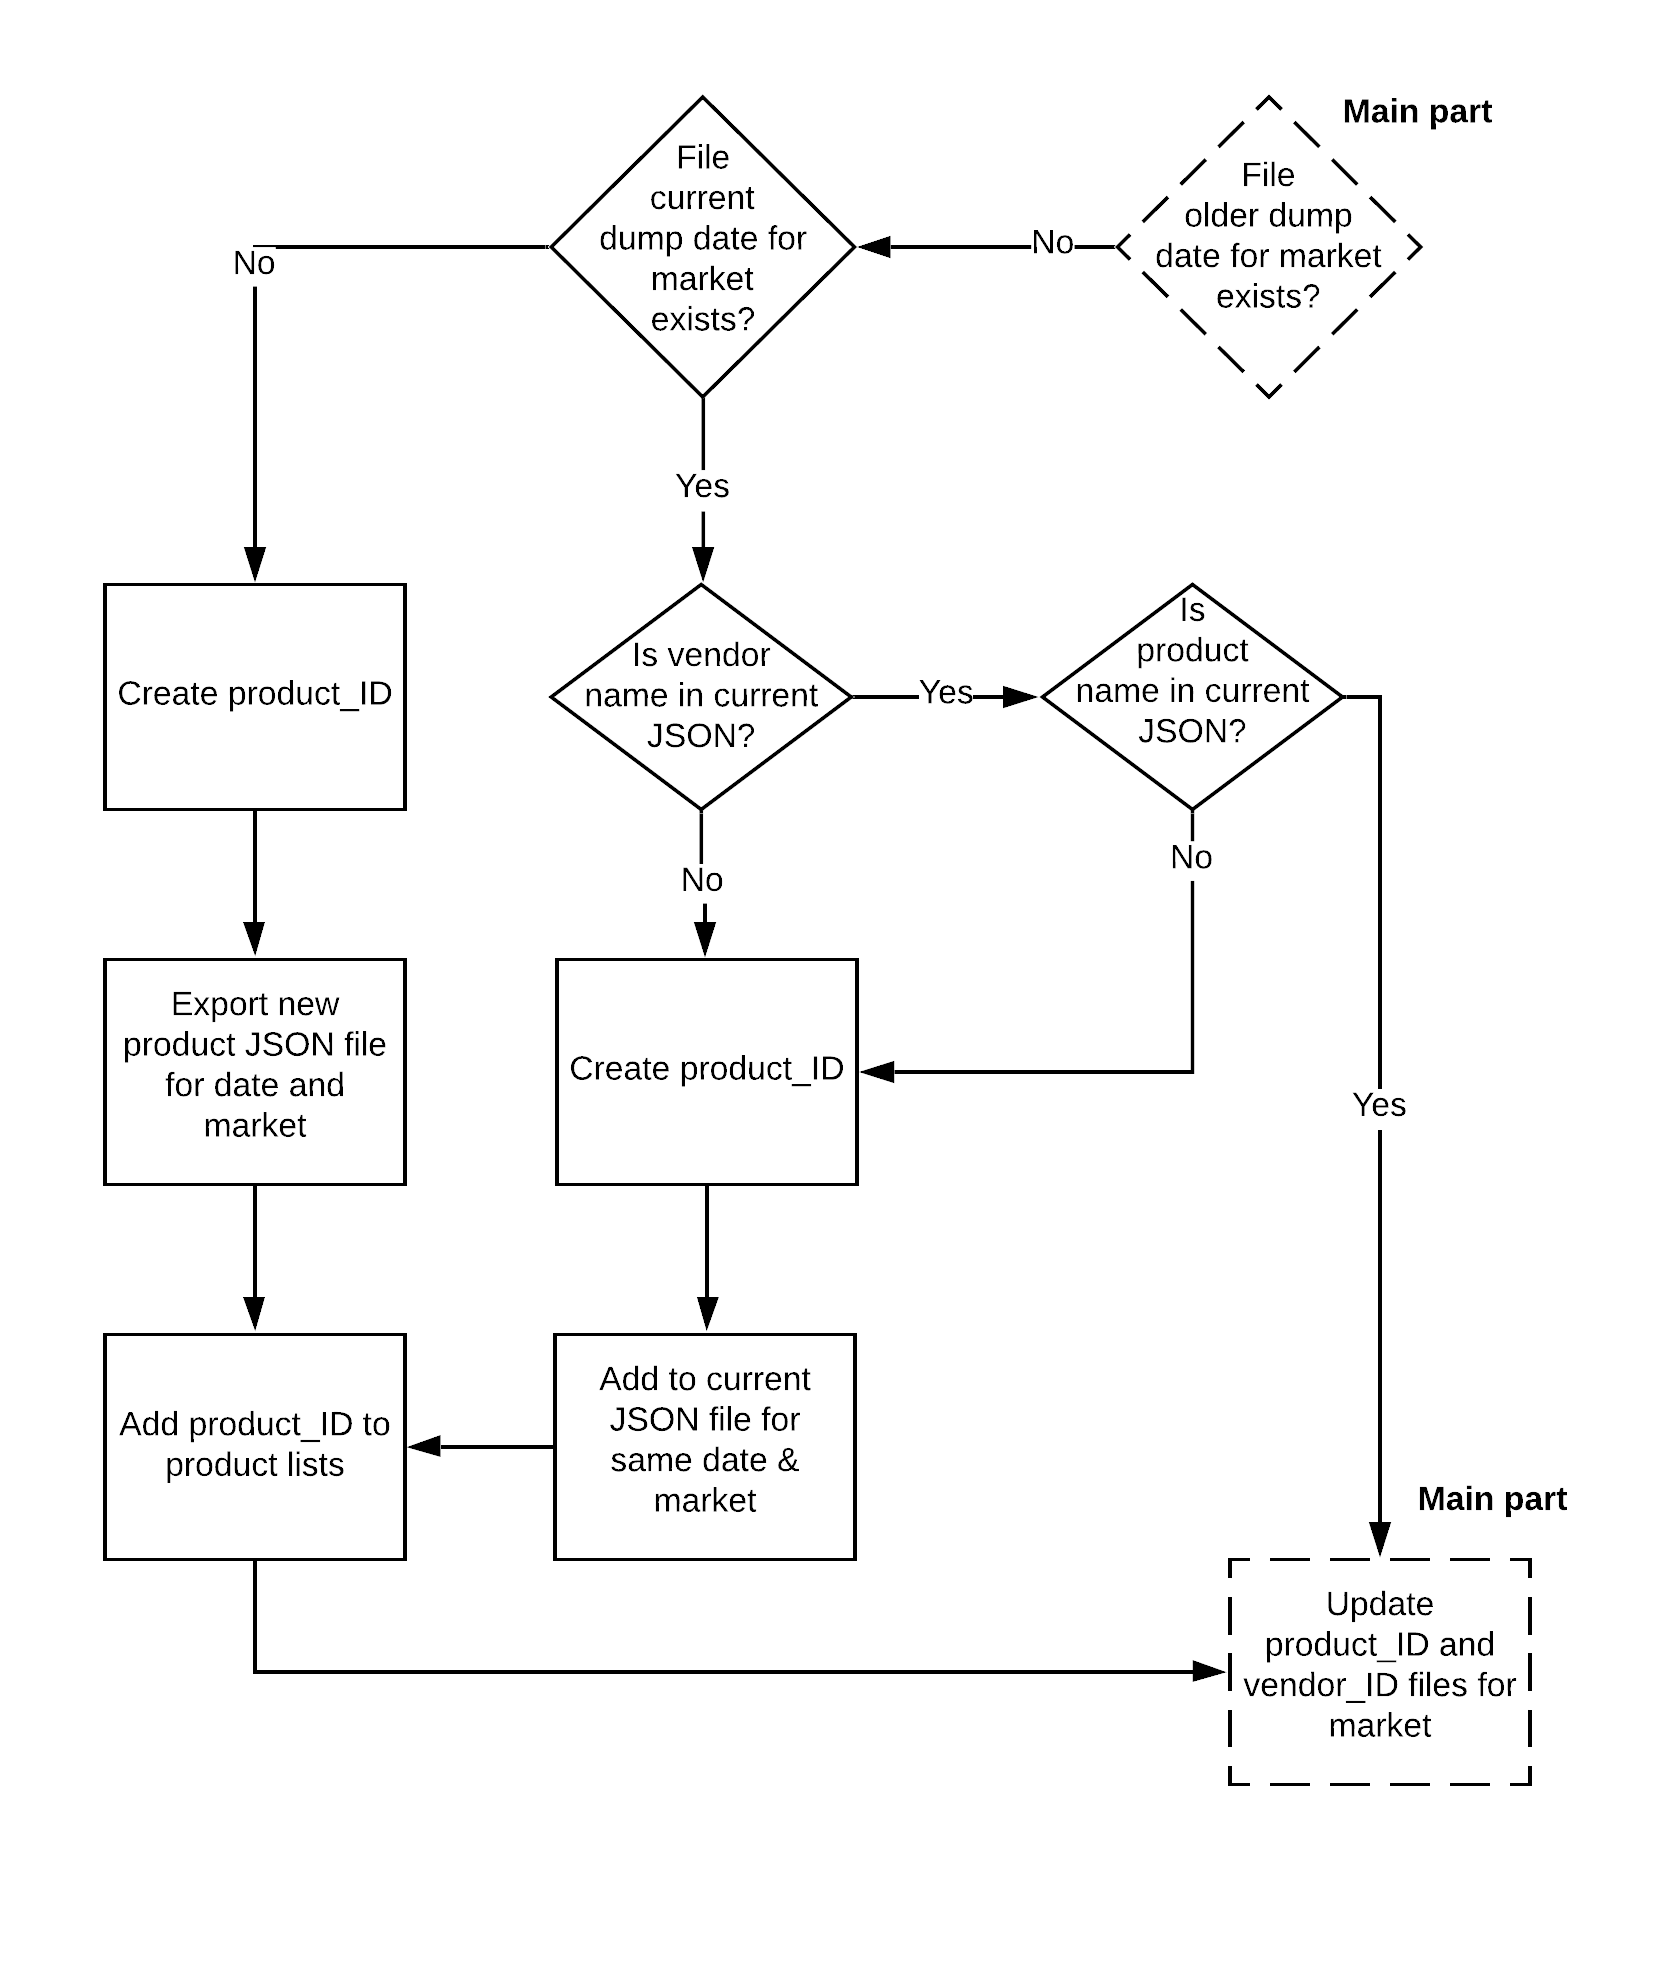 Main part
File
older dump
date for market
exists?
No
File
current
dump date for
market
exists?
No
Yes
Create product_ID
Is vendor
name in current
JSON?
Yes
Is
product
name in current
JSON?
No
No
Yes
Export new
product JSON file
for date and
market
Create product_ID
Add product_ID to
product lists
Add to current
JSON file for
same date &
market
Main part
Update
product_ID and
vendor_ID files for
market